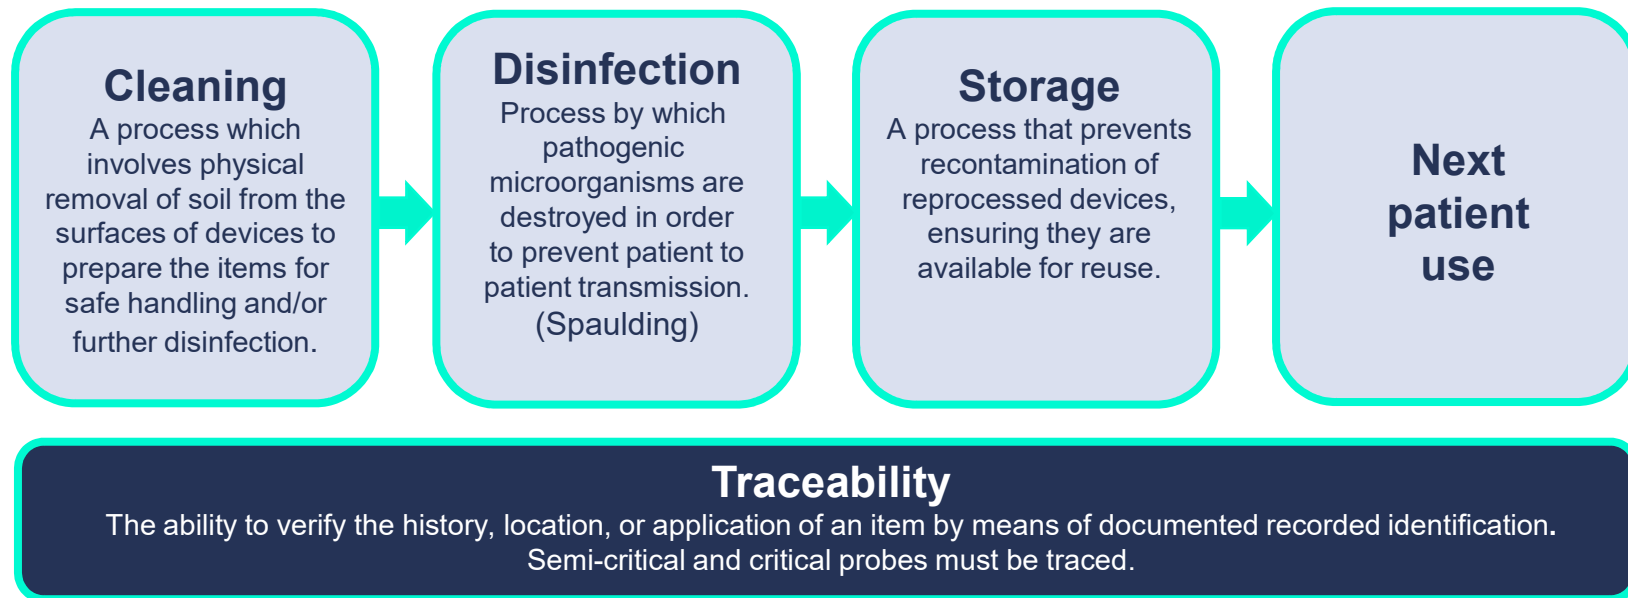 Cleaning
A process which
involves physical
removal of soil from the
surfaces of devices to
prepare the items for
safe handling and/or
further disinfection.
Disinfection
Process by which
pathogenic
microorganisms are
destroyed in order
to prevent patient to
patient transmission.
(Spaulding)
Storage
A process that prevents
recontamination of
reprocessed devices,
ensuring they are
available for reuse.
Next
patient
use
Traceability
The ability to verify the history, location, or application of an item by means of documented recorded identification.
Semi-critical and critical probes must be traced.